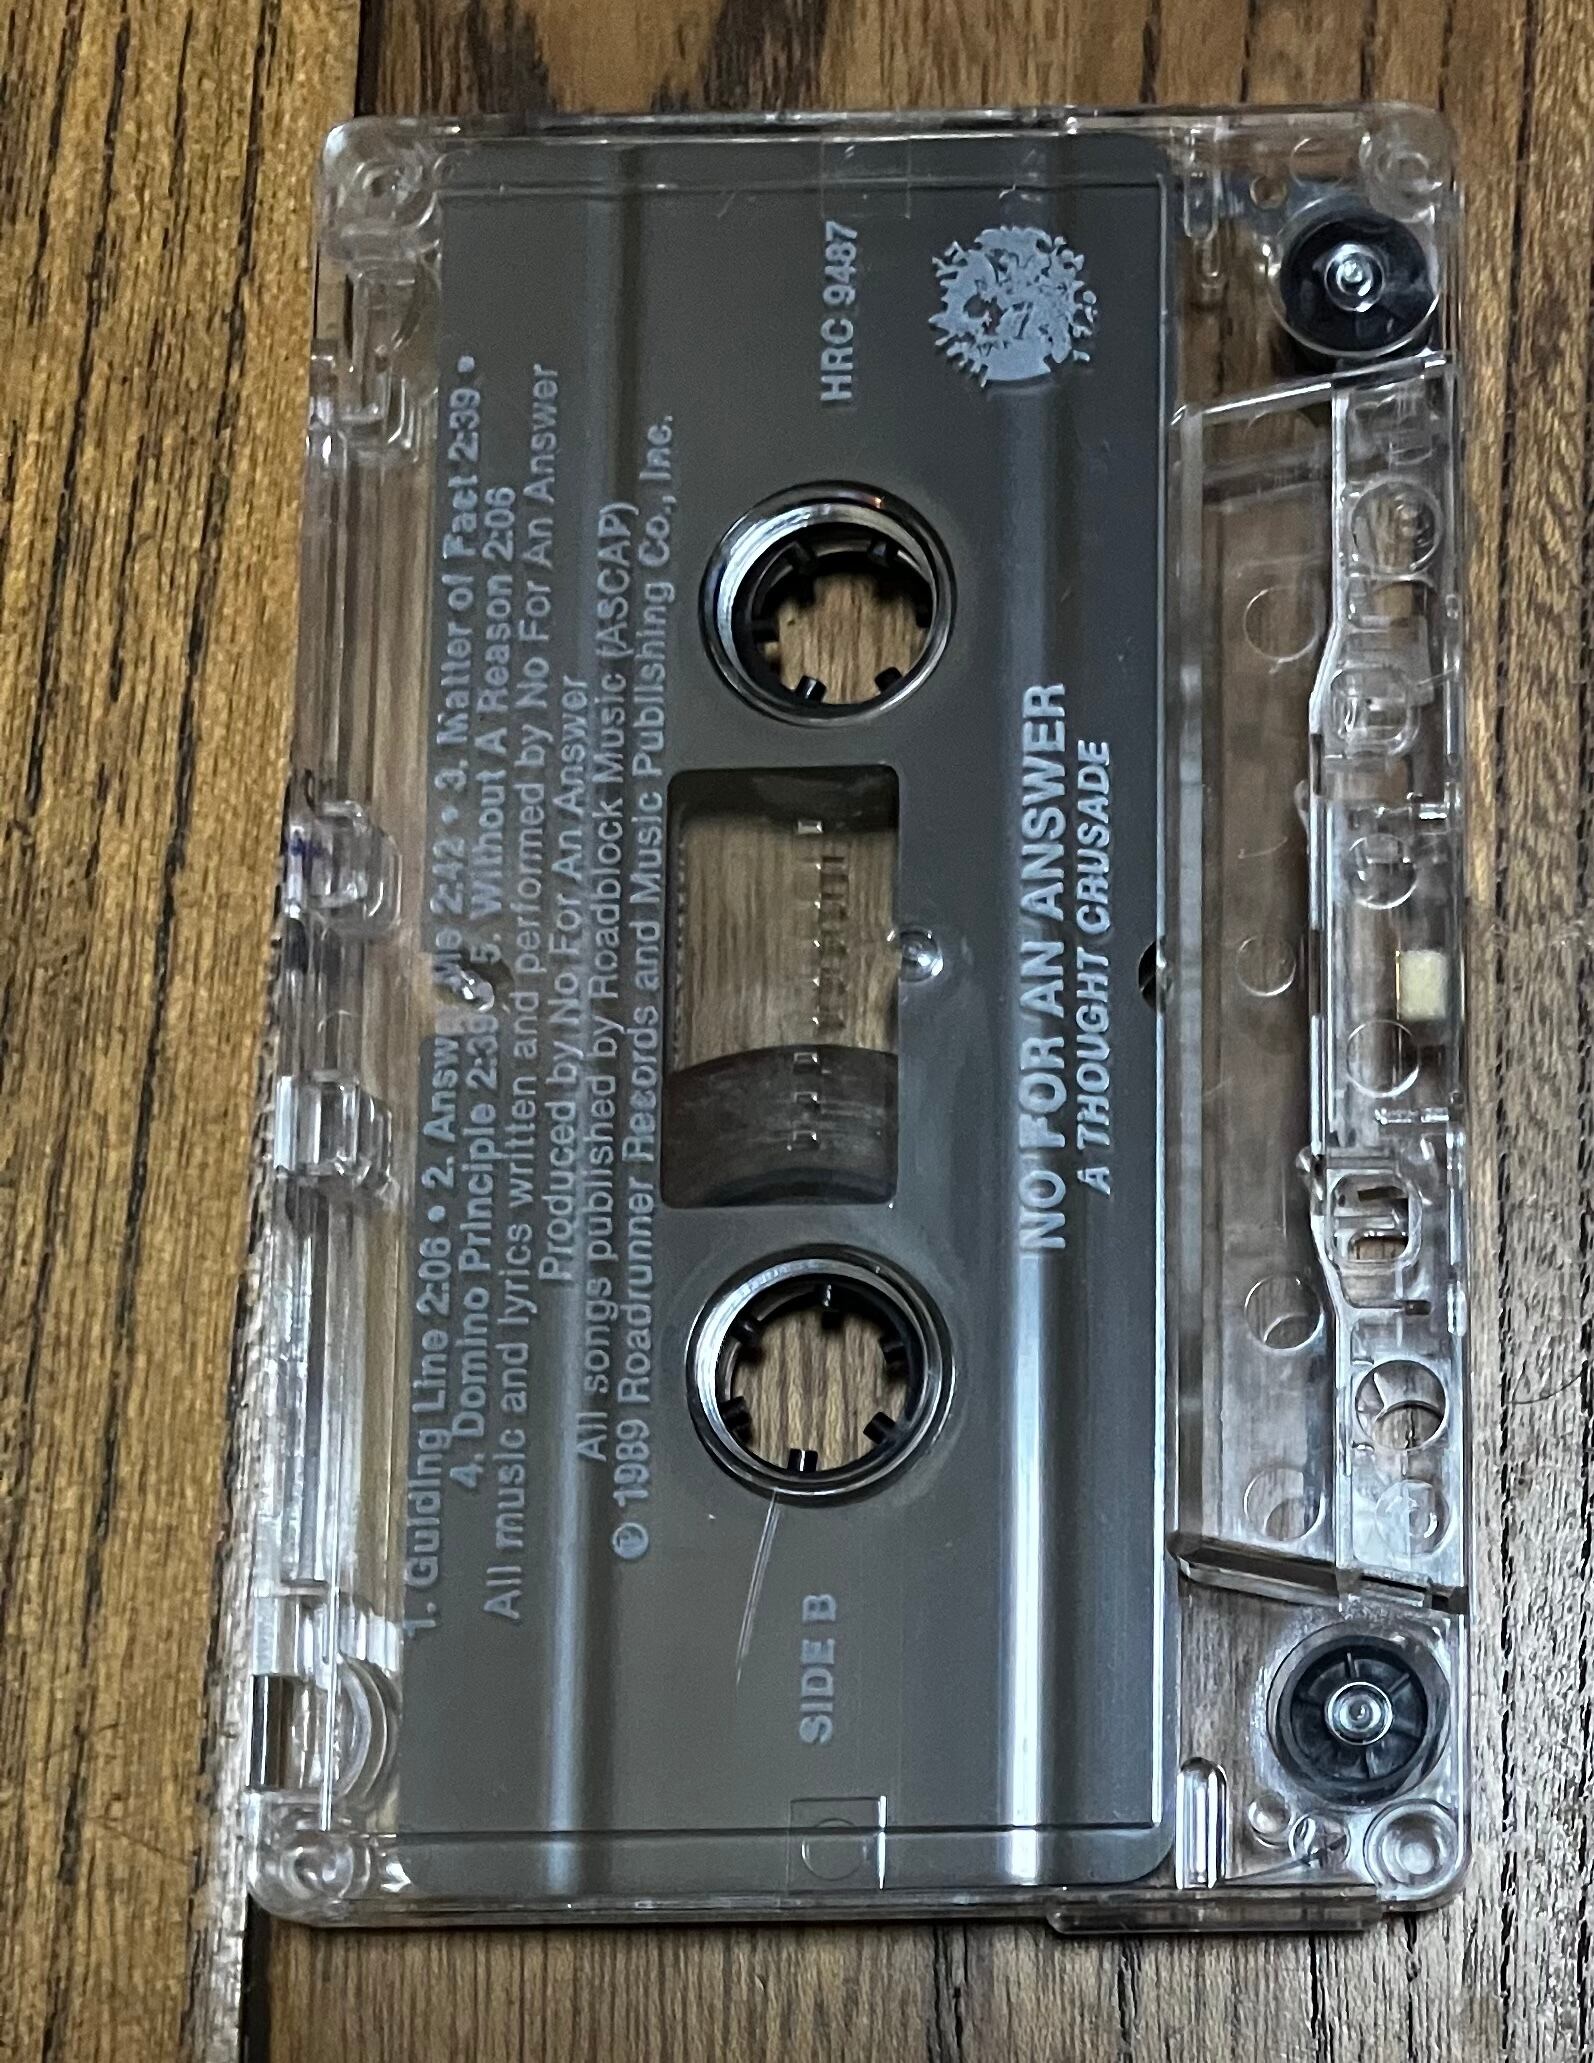 1. Guiding Line 2:06 • 2. Answer Me 2:42 • 3. Matter of Fact 2:39 •
4. Domino Principle 2:39 5. Without A Reason 2:06
All music and lyrics written and performed by No For An Answer
Produced by No For An Answer
All songs published by Roadblock Music (ASCAP)
℗ 1989 Roadrunner Records and Music Publishing Co., Inc.
SIDE B HRC 9487
NO FOR AN ANSWER
A THOUGHT CRUSADE